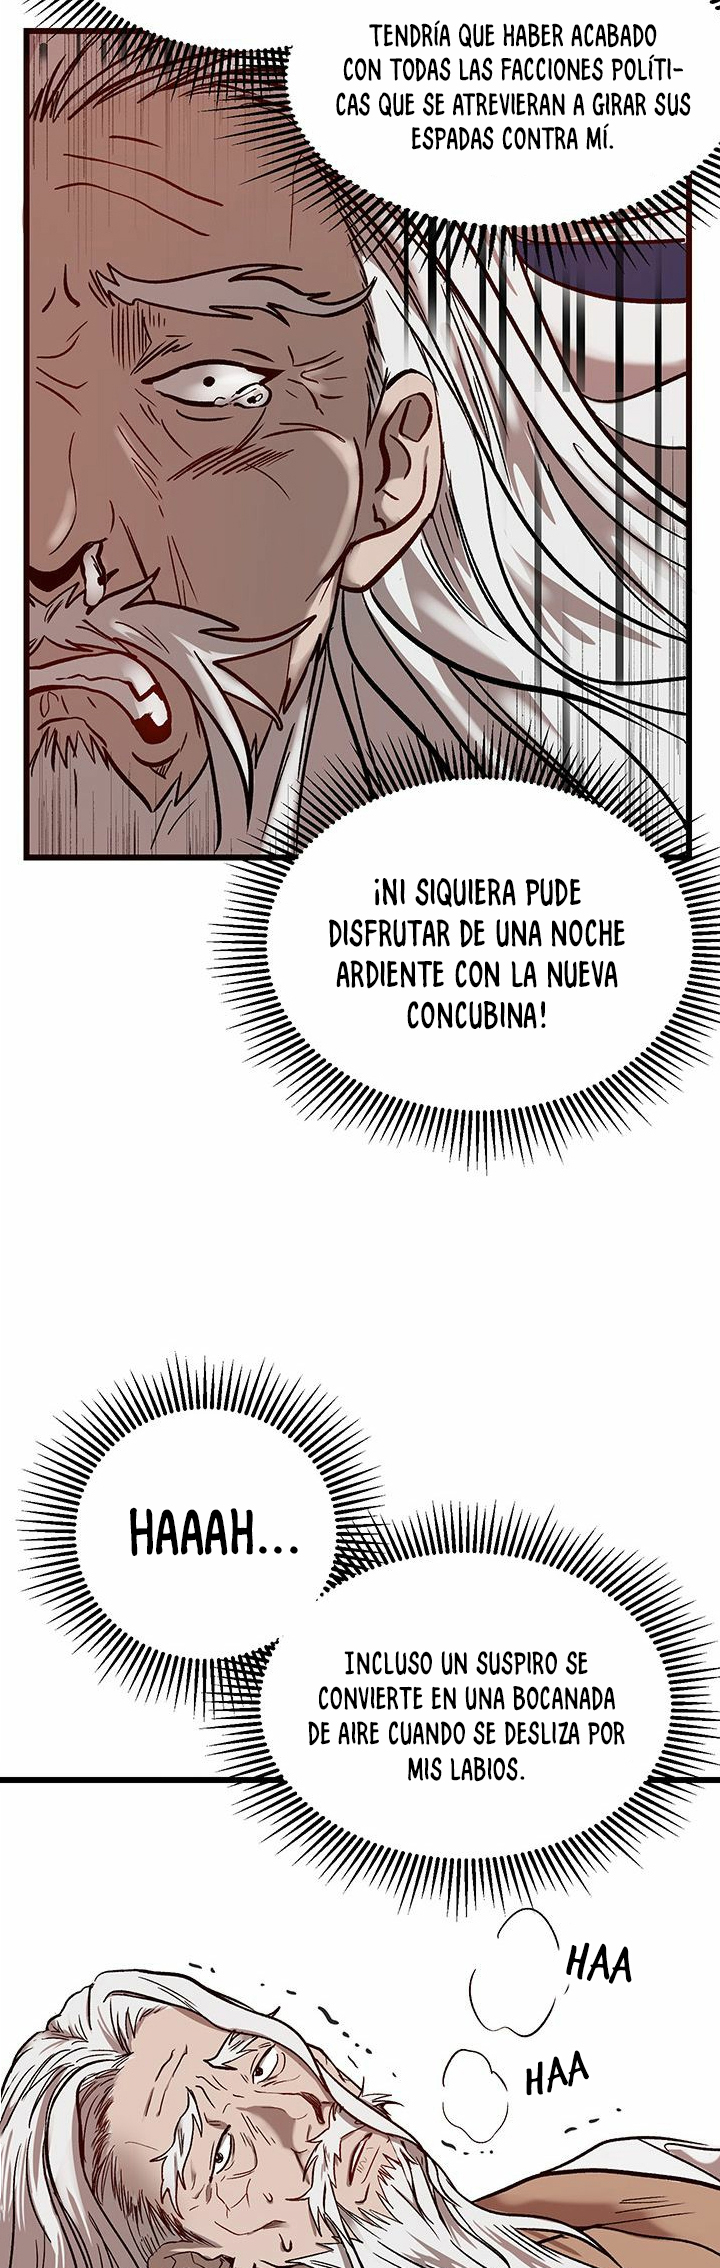 TENDRÍA QUE HABER ACABADO
CON TODAS LAS FACCIONES POLÍTI-
CAS QUE SE ATREVIERAN A GIRAR SUS
ESPADAS CONTRA MÍ.
¡NI SIQUIERA PUDE
DISFRUTAR DE UNA NOCHE
ARDIENTE CON LA NUEVA
CONCUBINA!
HAAAH...
INCLUSO UN SUSPIRO SE
CONVIERTE EN UNA BOCANADA
DE AIRE CUANDO SE DESLIZA POR
MIS LABIOS.
HAA
HAA